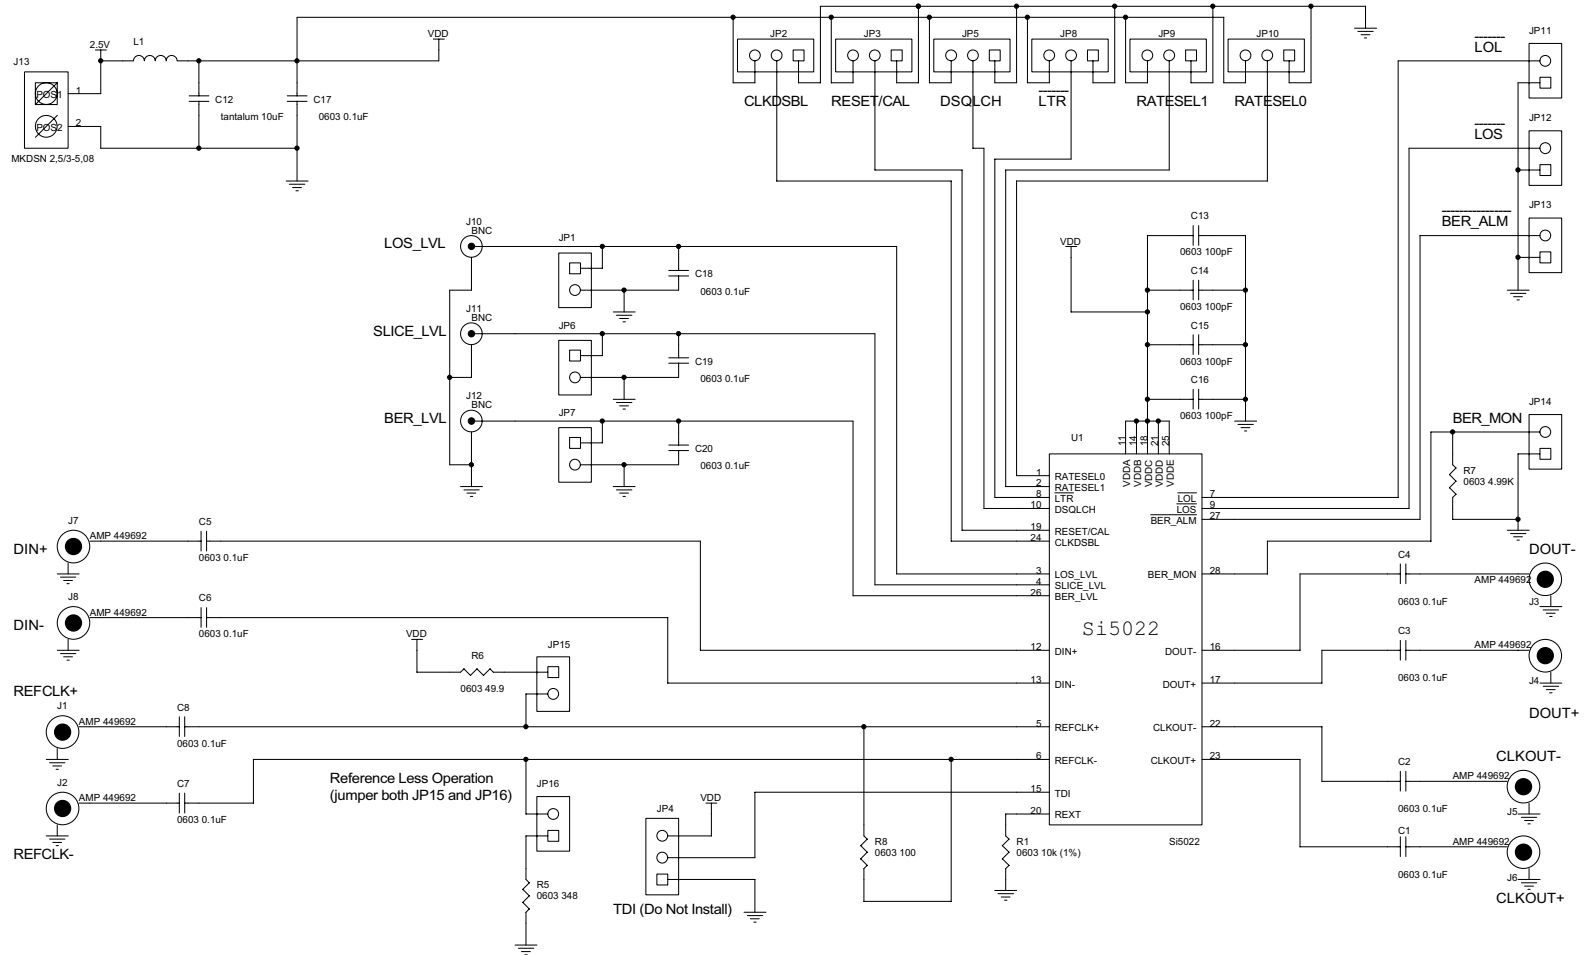 2.5V
L1
VDD
J13
POS1
1
POS2
2
MKDSN 2,5/3-5,08
C12
tantalum 10uF
C17
0603 0.1uF
JP2
CLKDSBL
JP3
RESET/CAL
JP5
DSQLCH
JP8
LTR
JP9
RATESEL1
JP10
RATESEL0
LOL
JP11
LOS
JP12
BER_ALM
JP13
LOS_LVL
J10
BNC
JP1
C18
0603 0.1uF
SLICE_LVL
J11
BNC
JP6
C19
0603 0.1uF
BER_LVL
J12
BNC
JP7
C20
0603 0.1uF
VDD
C13
0603 100pF
C14
0603 100pF
C15
0603 100pF
C16
0603 100pF
BER_MON
JP14
R7
0603 4.99K
U1
11
14
18
21
25
VDDA
VDDB
VDDC
VDDD
VDDE
1 RATESEL0
2 RATESEL1
8 LTR
10 DSQLCH
19 RESET/CAL
24 CLKDSBL
3 LOS_LVL
4 SLICE_LVL
26 BER_LVL
Si5022
12 DIN+
13 DIN-
5 REFCLK+
6 REFCLK-
15 TDI
20 REXT
LOL 7
LOS 9
BER_ALM 27
BER_MON 28
DOUT- 16
DOUT+ 17
CLKOUT- 22
CLKOUT+ 23
Si5022
DIN+
J7
AMP 449692
C5
0603 0.1uF
DIN-
J8
AMP 449692
C6
0603 0.1uF
REFCLK+
J1
AMP 449692
C8
0603 0.1uF
J2
AMP 449692
C7
0603 0.1uF
REFCLK-
VDD
R6
0603 49.9
JP15
Reference Less Operation
(jumper both JP15 and JP16)
JP16
R5
0603 348
JP4
VDD
TDI (Do Not Install)
R8
0603 100
R1
0603 10k (1%)
C4
0603 0.1uF
DOUT-
AMP 449692
J3
C3
0603 0.1uF
AMP 449692
J4
DOUT+
CLKOUT-
C2
0603 0.1uF
AMP 449692
J5
C1
0603 0.1uF
AMP 449692
J6
CLKOUT+